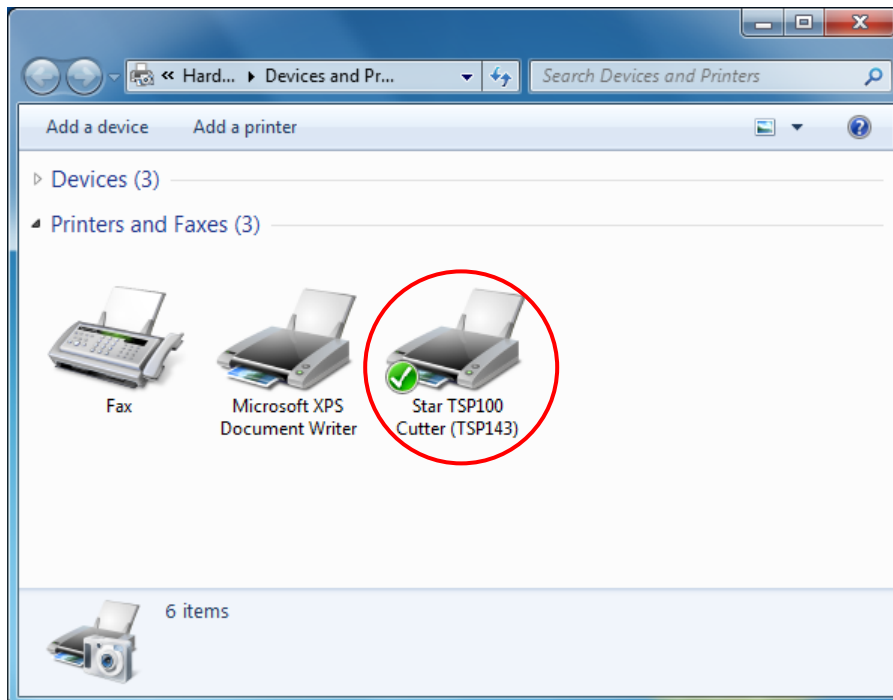 « Hard... ▸ Devices and Pr...
Search Devices and Printers
Add a device Add a printer
Devices (3)
Printers and Faxes (3)
Fax
Microsoft XPS
Document Writer
Star TSP100
Cutter (TSP143)
6 items